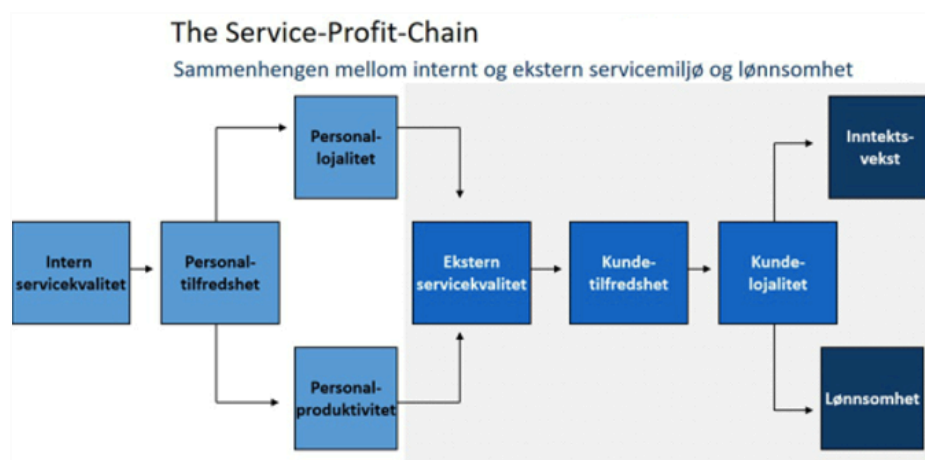 The Service-Profit-Chain
Sammenhengen mellom internt og ekstern servicemiljø og lønnsomhet
Personal-
lojalitet
Inntekts-
vekst
Intern
servicekvalitet
Personal-
tilfredshet
Ekstern
servicekvalitet
Kunde-
tilfredshet
Kunde-
lojalitet
Personal-
produktivitet
Lønnsomhet